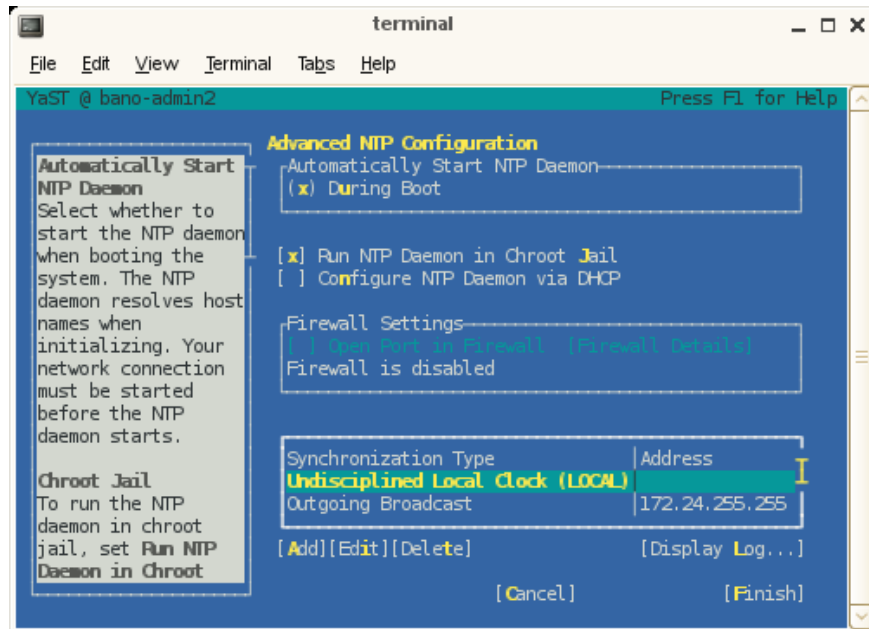 terminal
File Edit View Terminal Tabs Help
YaST @ bano-admin2 Press F1 for Help
Automatically Start
NTP Daemon
Select whether to
start the NTP daemon
when booting the
system. The NTP
daemon resolves host
names when
initializing. Your
network connection
must be started
before the NTP
daemon starts.
Chroot Jail
To run the NTP
daemon in chroot
jail, set Run NTP
Daemon in Chroot
Advanced NTP Configuration
Automatically Start NTP Daemon
(x) During Boot
[x] Run NTP Daemon in Chroot Jail
[ ] Configure NTP Daemon via DHCP
Firewall Settings
[ ] Open Port in Firewall [Firewall Details]
Firewall is disabled
Synchronization Type |Address
Undisciplined Local Clock (LOCAL)|
Outgoing Broadcast |172.24.255.255
[Add][Edit][Delete] [Display Log...]
[Cancel] [Finish]